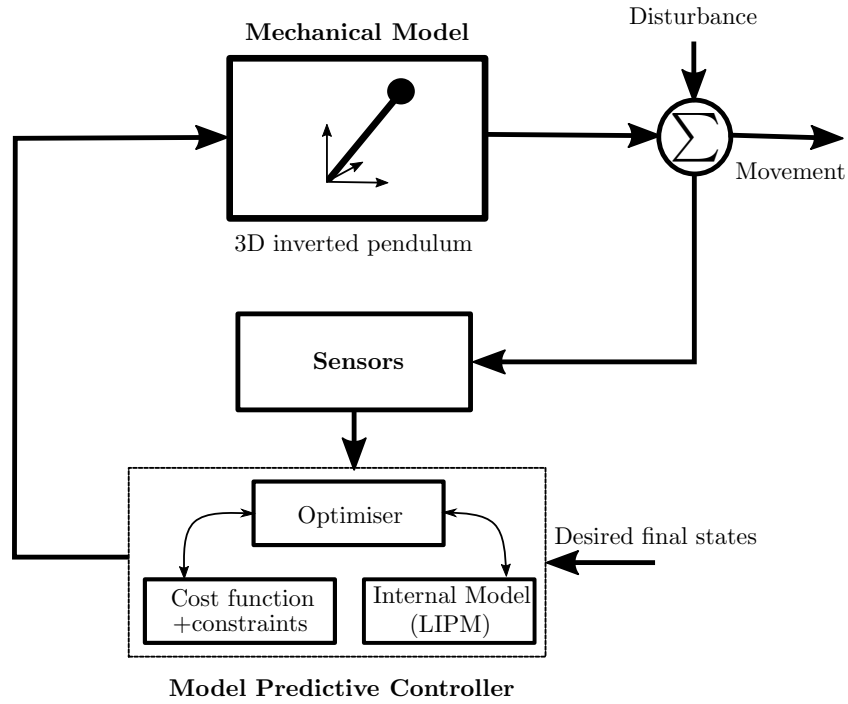 Disturbance
Mechanical Model
∑
Movement
3D inverted pendulum
Sensors
Optimiser
Desired final states
Cost function
+constraints
Internal Model
(LIPM)
Model Predictive Controller